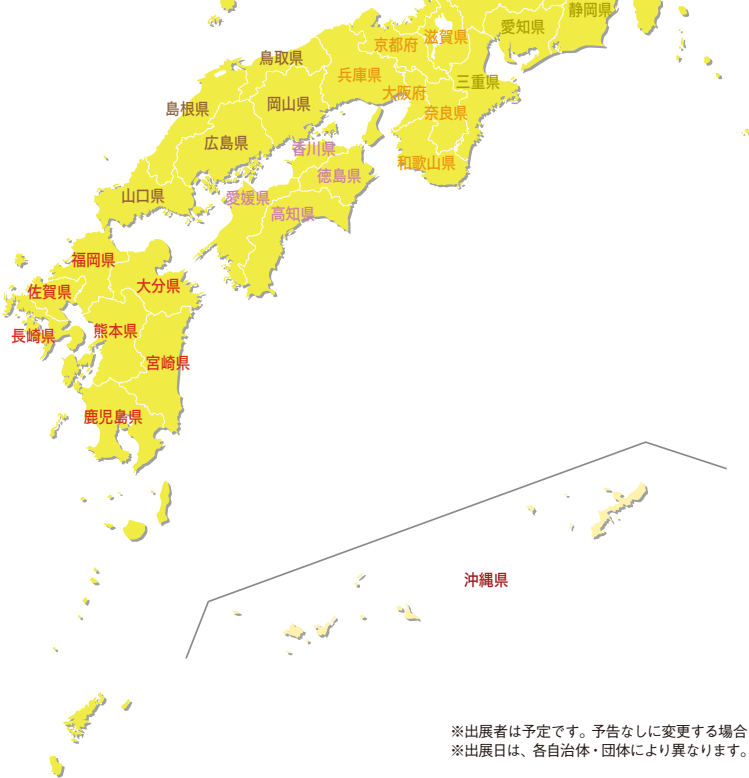 静岡県
愛知県
滋賀県
京都府
鳥取県
兵庫県
三重県
大阪府
岡山県
島根県
奈良県
広島県
香川県
和歌山県
徳島県
山口県
愛媛県
高知県
福岡県
大分県
佐賀県
熊本県
長崎県
宮崎県
鹿児島県
沖縄県
※出展者は予定です。予告なしに変更する場合
※出展日は、各自治体・団体により異なります。